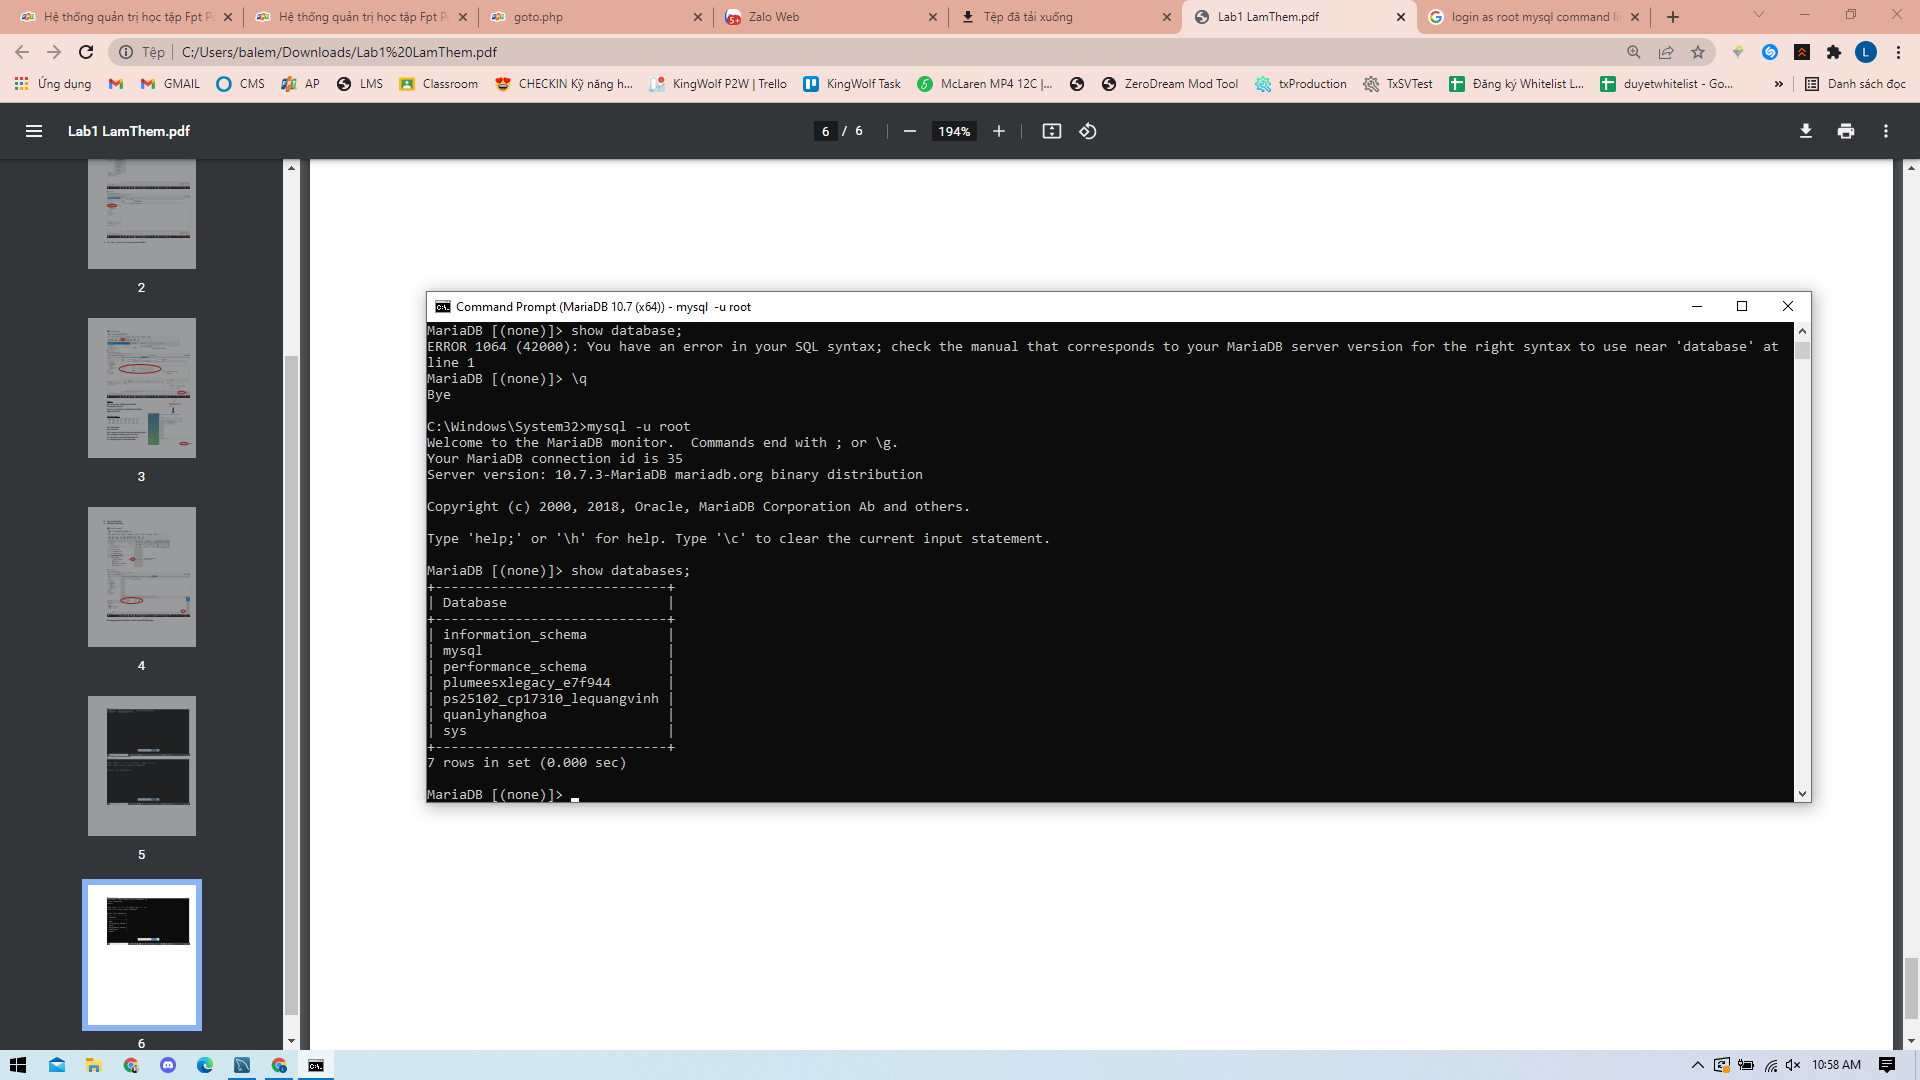 Hệ thống quản trị học tập Fpt Po
Hệ thống quản trị học tập Fpt Po
goto.php
Zalo Web
Tệp đã tải xuống
Lab1 LamThem.pdf
login as root mysql command li
Tệp
C:/Users/balem/Downloads/Lab1%20LamThem.pdf
L
Ứng dụng
GMAIL
CMS
AP
LMS
Classroom
CHECKIN Kỹ năng h...
KingWolf P2W | Trello
KingWolf Task
McLaren MP4 12C |...
ZeroDream Mod Tool
txProduction
TxSVTest
Đăng ký Whitelist L...
duyetwhitelist - Go...
»
Danh sách đọc
Lab1 LamThem.pdf
6 / 6
194%
2
3
4
5
6
Command Prompt (MariaDB 10.7 (x64)) - mysql  -u root
MariaDB [(none)]> show database;
ERROR 1064 (42000): You have an error in your SQL syntax; check the manual that corresponds to your MariaDB server version for the right syntax to use near 'database' at
line 1
MariaDB [(none)]> \q
Bye
C:\Windows\System32>mysql -u root
Welcome to the MariaDB monitor.  Commands end with ; or \g.
Your MariaDB connection id is 35
Server version: 10.7.3-MariaDB mariadb.org binary distribution
Copyright (c) 2000, 2018, Oracle, MariaDB Corporation Ab and others.
Type 'help;' or '\h' for help. Type '\c' to clear the current input statement.
MariaDB [(none)]> show databases;
+-----------------------------+
| Database                    |
+-----------------------------+
| information_schema          |
| mysql                       |
| performance_schema          |
| plumeesxlegacy_e7f944       |
| ps25102_cp17310_lequangvinh |
| quanlyhanghoa               |
| sys                         |
+-----------------------------+
7 rows in set (0.000 sec)
MariaDB [(none)]>
10:58 AM